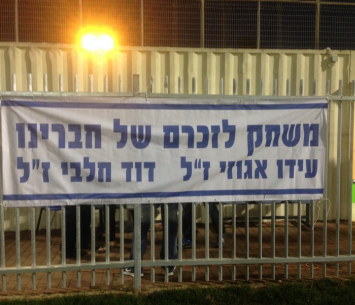 משחק לזכרם של חברינו
עידו אגוזי ז"ל דוד חלבי ז"ל